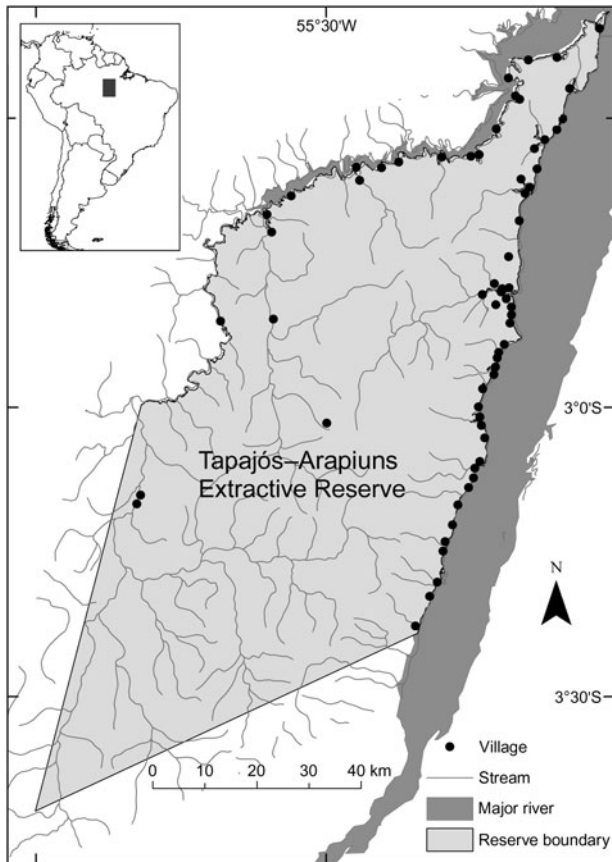 55°30'W
3°0'S
Tapajós–Arapiuns
Extractive Reserve
N
3°30'S
0 10 20 30 40 km
Village
Stream
Major river
Reserve boundary